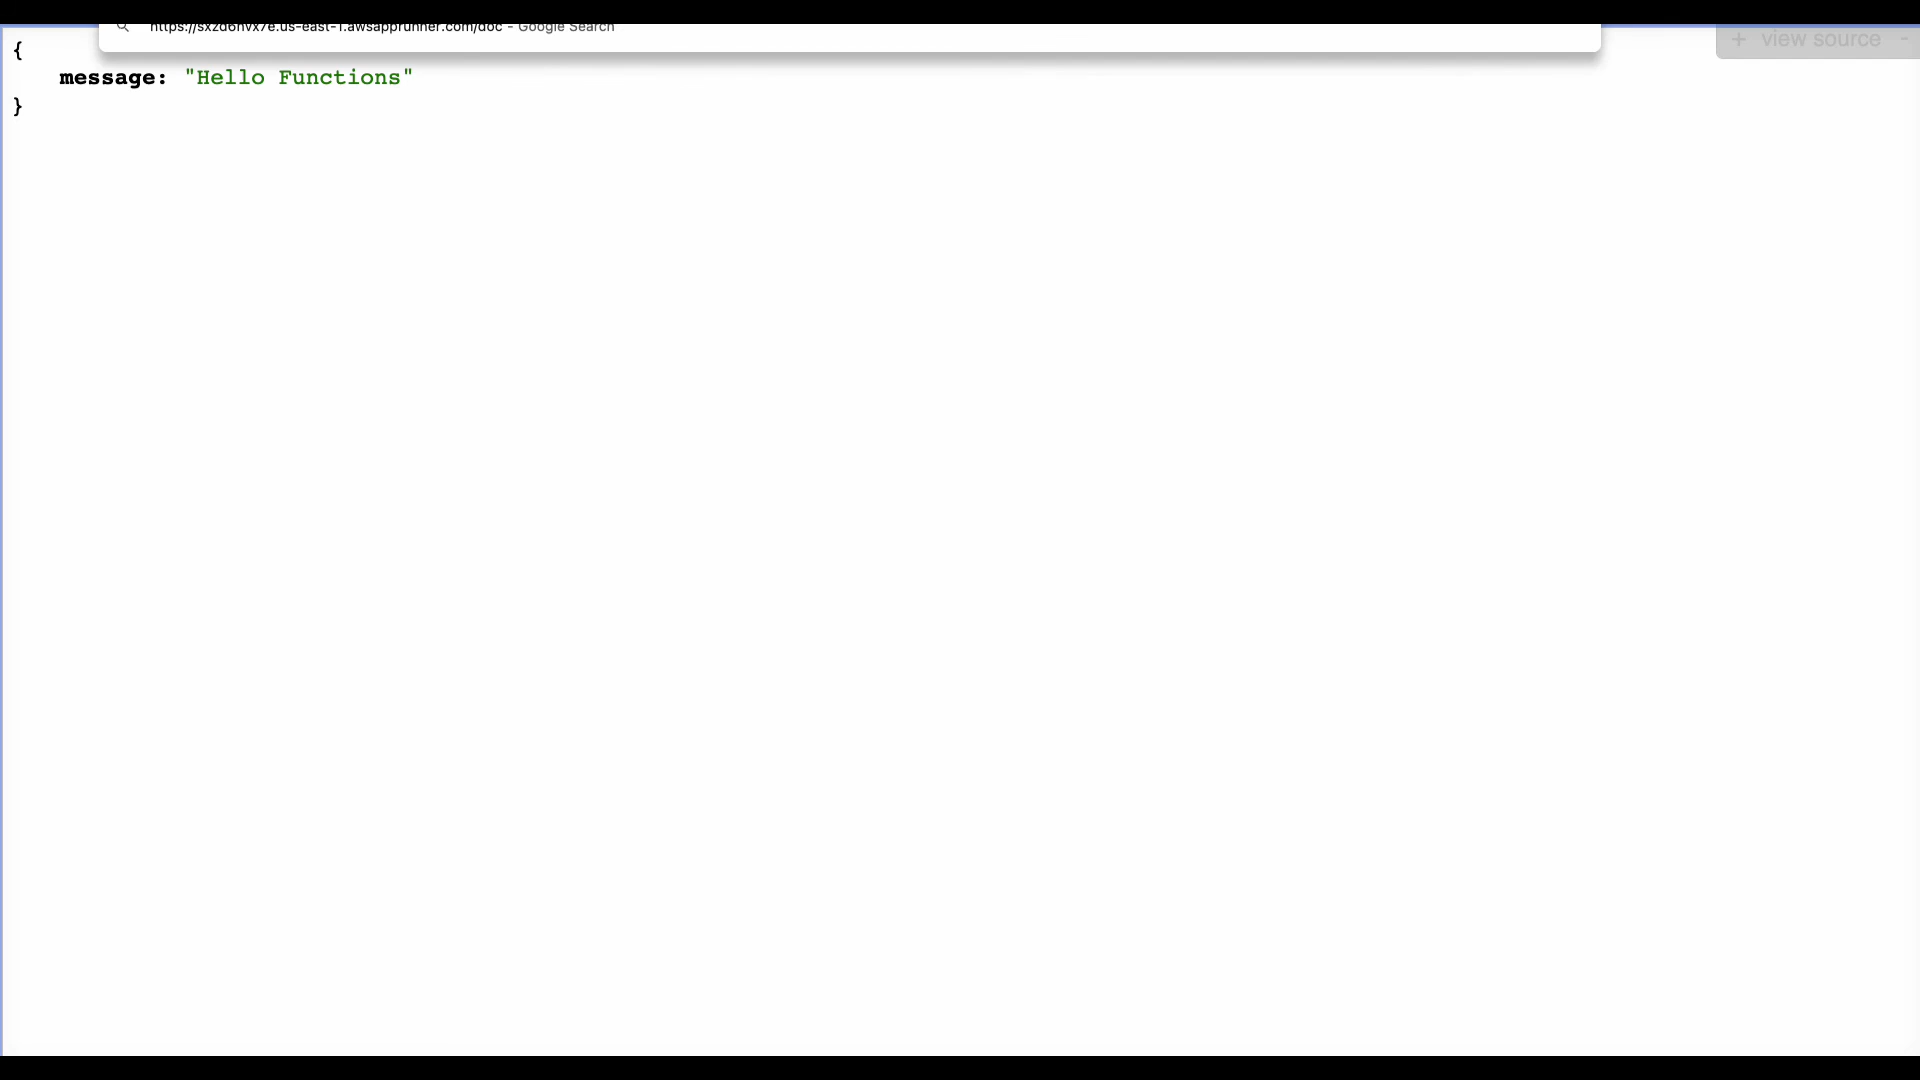 https://sxzd6hvx7e.us-east-1.awsapprunner.com/doc - Google Search
+ view source -
{
message: "Hello Functions"
}